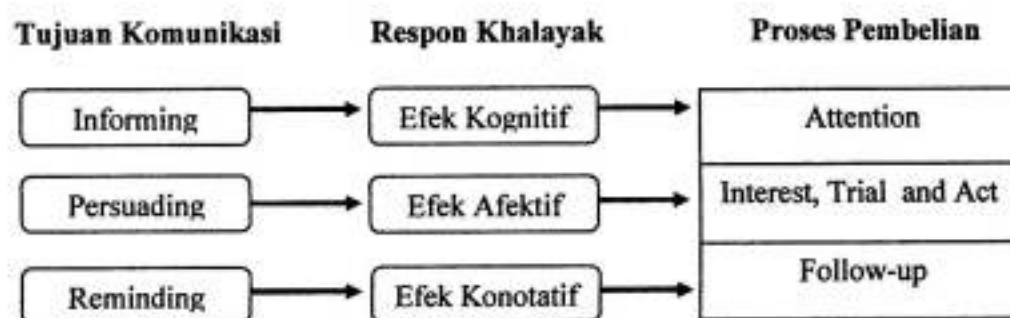 Tujuan Komunikasi
Respon Khalayak
Proses Pembelian
Informing
Efek Kognitif
Attention
Persuading
Efek Afektif
Interest, Trial and Act
Reminding
Efek Konotatif
Follow-up